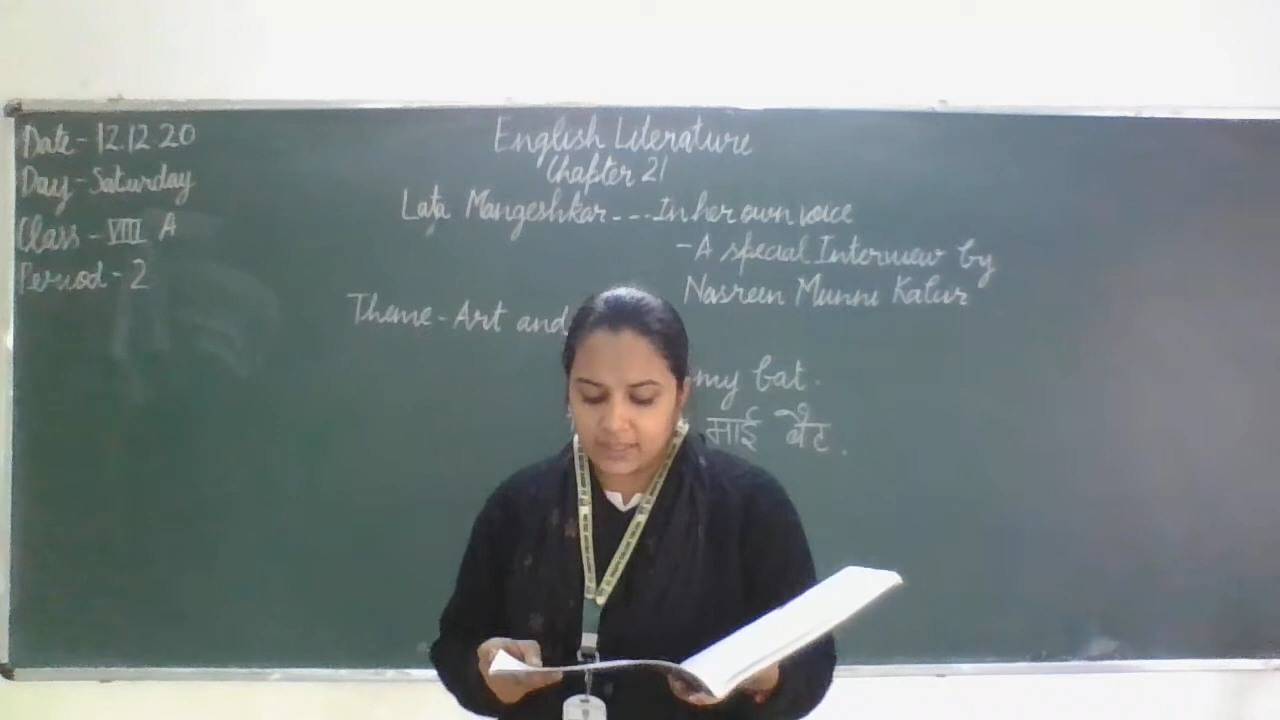 Date - 12.12.20
Day - Saturday
Class - VIII A
Period - 2
English Literature
Chapter 21
Lata Mangeshkar --- In her own voice
- A special Interview by
Nasreen Munni Kabir
Theme - Art and
my bat.
माई बैट.